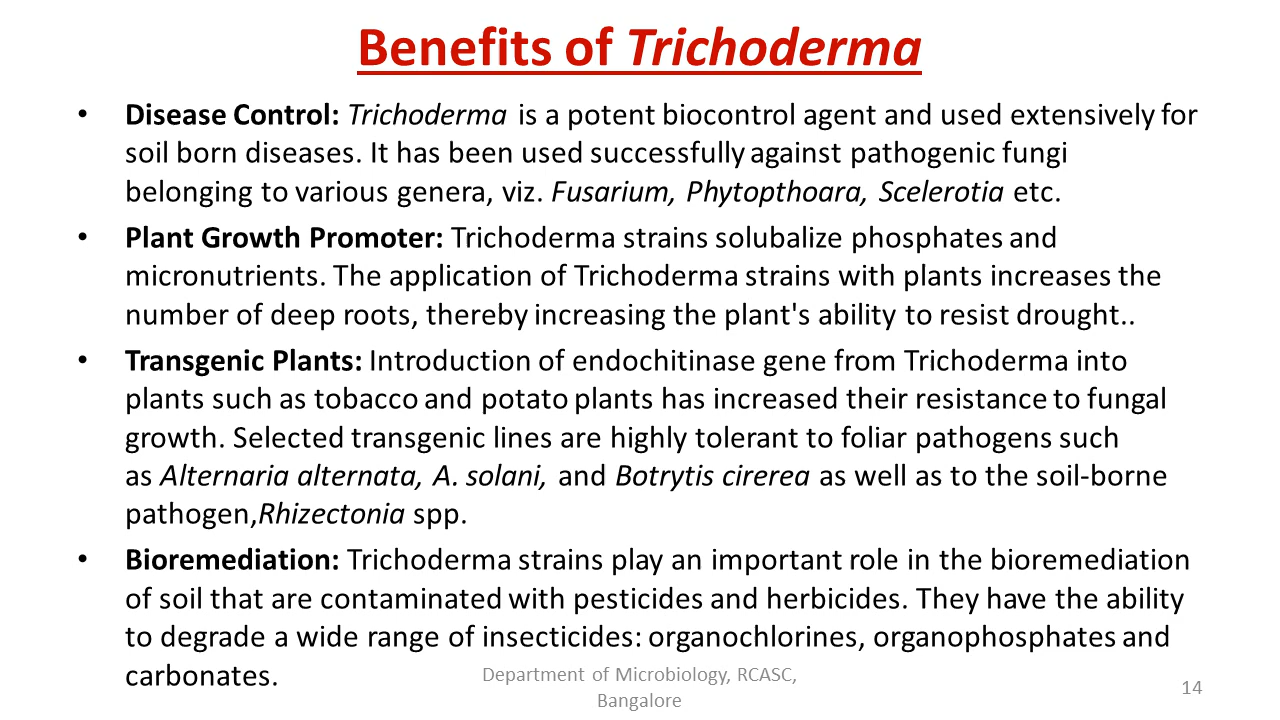 Benefits of Trichoderma
• Disease Control: Trichoderma is a potent biocontrol agent and used extensively for
soil born diseases. It has been used successfully against pathogenic fungi
belonging to various genera, viz. Fusarium, Phytopthoara, Scelerotia etc.
• Plant Growth Promoter: Trichoderma strains solubalize phosphates and
micronutrients. The application of Trichoderma strains with plants increases the
number of deep roots, thereby increasing the plant's ability to resist drought..
• Transgenic Plants: Introduction of endochitinase gene from Trichoderma into
plants such as tobacco and potato plants has increased their resistance to fungal
growth. Selected transgenic lines are highly tolerant to foliar pathogens such
as Alternaria alternata, A. solani, and Botrytis cirerea as well as to the soil-borne
pathogen,Rhizectonia spp.
• Bioremediation: Trichoderma strains play an important role in the bioremediation
of soil that are contaminated with pesticides and herbicides. They have the ability
to degrade a wide range of insecticides: organochlorines, organophosphates and
carbonates.
Department of Microbiology, RCASC,
Bangalore
14